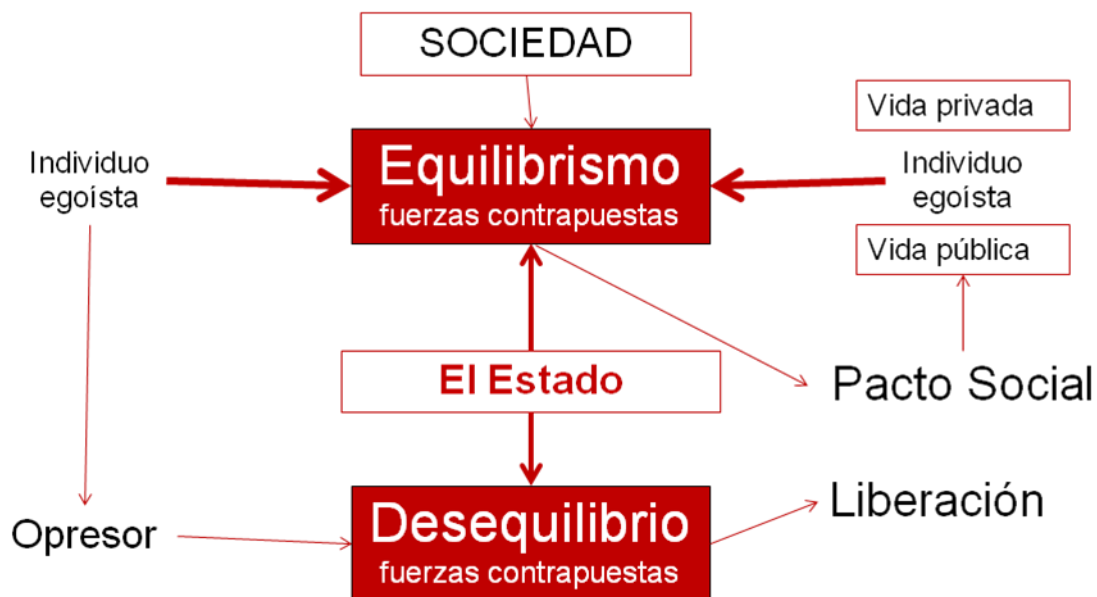 SOCIEDAD
Vida privada
Individuo
egoísta
Equilibrismo
fuerzas contrapuestas
Individuo
egoísta
Vida pública
El Estado
Pacto Social
Opresor
Desequilibrio
fuerzas contrapuestas
Liberación